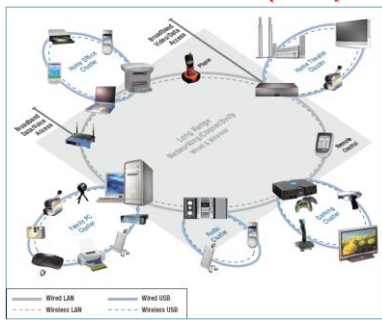 Broadband
Video/Data
Access
Home Office
Cluster
Phone
Home Theater
Cluster
Broadband
Data/Voice
Access
Long Range
Networking/Connectivity
Wired & Wireless
Remote
Control
Family PC
Cluster
Audio
Cluster
Gaming
Cluster
Wired LAN
Wireless LAN
Wired USB
Wireless USB